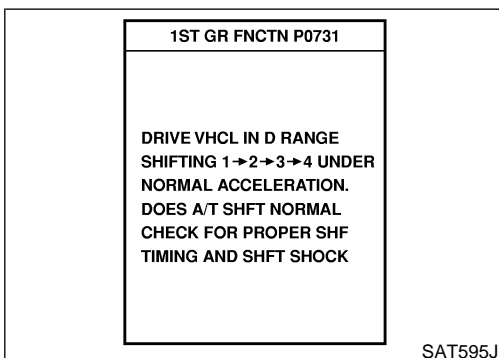 1ST GR FNCTN P0731
DRIVE VHCL IN D RANGE
SHIFTING 1→2→3→4 UNDER
NORMAL ACCELERATION.
DOES A/T SHFT NORMAL
CHECK FOR PROPER SHF
TIMING AND SHFT SHOCK
SAT595J